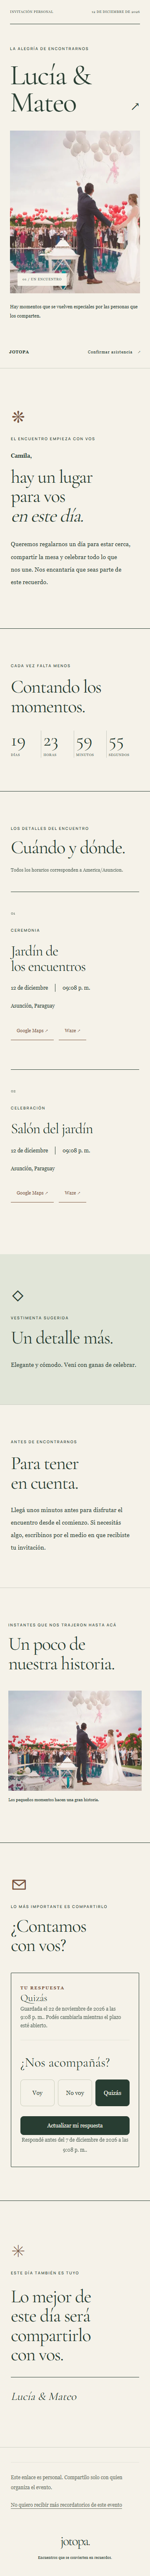 INVITACIÓN PERSONAL
12 DE DICIEMBRE DE 2026
LA ALEGRÍA DE ENCONTRARNOS
Lucía &
Mateo
Hay momentos que se vuelven especiales por las personas que
los comparten.
JOTOPA
Confirmar asistencia ↗
EL ENCUENTRO EMPIEZA CON VOS
Camila,
hay un lugar
para vos
en este día.
Queremos regalarnos un día para estar cerca,
compartir la mesa y celebrar todo lo que
nos une. Nos encantaría que seas parte de
este recuerdo.
CADA VEZ FALTA MENOS
Contando los
momentos.
19
23
59
55
DÍAS
HORAS
MINUTOS
SEGUNDOS
LOS DETALLES DEL ENCUENTRO
Cuándo y dónde.
Todos los horarios corresponden a America/Asuncion.
01
CEREMONIA
Jardín de
los encuentros
12 de diciembre
09:08 p. m.
Asunción, Paraguay
Google Maps ↗
Waze ↗
02
CELEBRACIÓN
Salón del jardín
12 de diciembre
09:08 p. m.
Asunción, Paraguay
Google Maps ↗
Waze ↗
VESTIMENTA SUGERIDA
Un detalle más.
Elegante y cómodo. Vení con ganas de celebrar.
ANTES DE ENCONTRARNOS
Para tener
en cuenta.
Llegá unos minutos antes para disfrutar el
encuentro desde el comienzo. Si necesitás
algo, escribinos por el medio en que recibiste
tu invitación.
INSTANTES QUE NOS TRAJERON HASTA ACÁ
Un poco de
nuestra historia.
Los pequeños momentos hacen una gran historia.
LO MÁS IMPORTANTE ES COMPARTIRLO
¿Contamos
con vos?
TU RESPUESTA
Quizás
Guardada el 22 de noviembre de 2026 a las
9:08 p. m.. Podés cambiarla mientras el plazo
esté abierto.
¿Nos acompañás?
Voy
No voy
Quizás
Actualizar mi respuesta
Respondé antes del 7 de diciembre de 2026 a las
9:08 p. m..
ESTE DÍA TAMBIÉN ES TUYO
Lo mejor de
este día será
compartirlo
con vos.
Lucía & Mateo
Este enlace es personal. Compartilo solo con quien
organiza el evento.
No quiero recibir más recordatorios de este evento
jotopa.
Encuentros que se convierten en recuerdos.